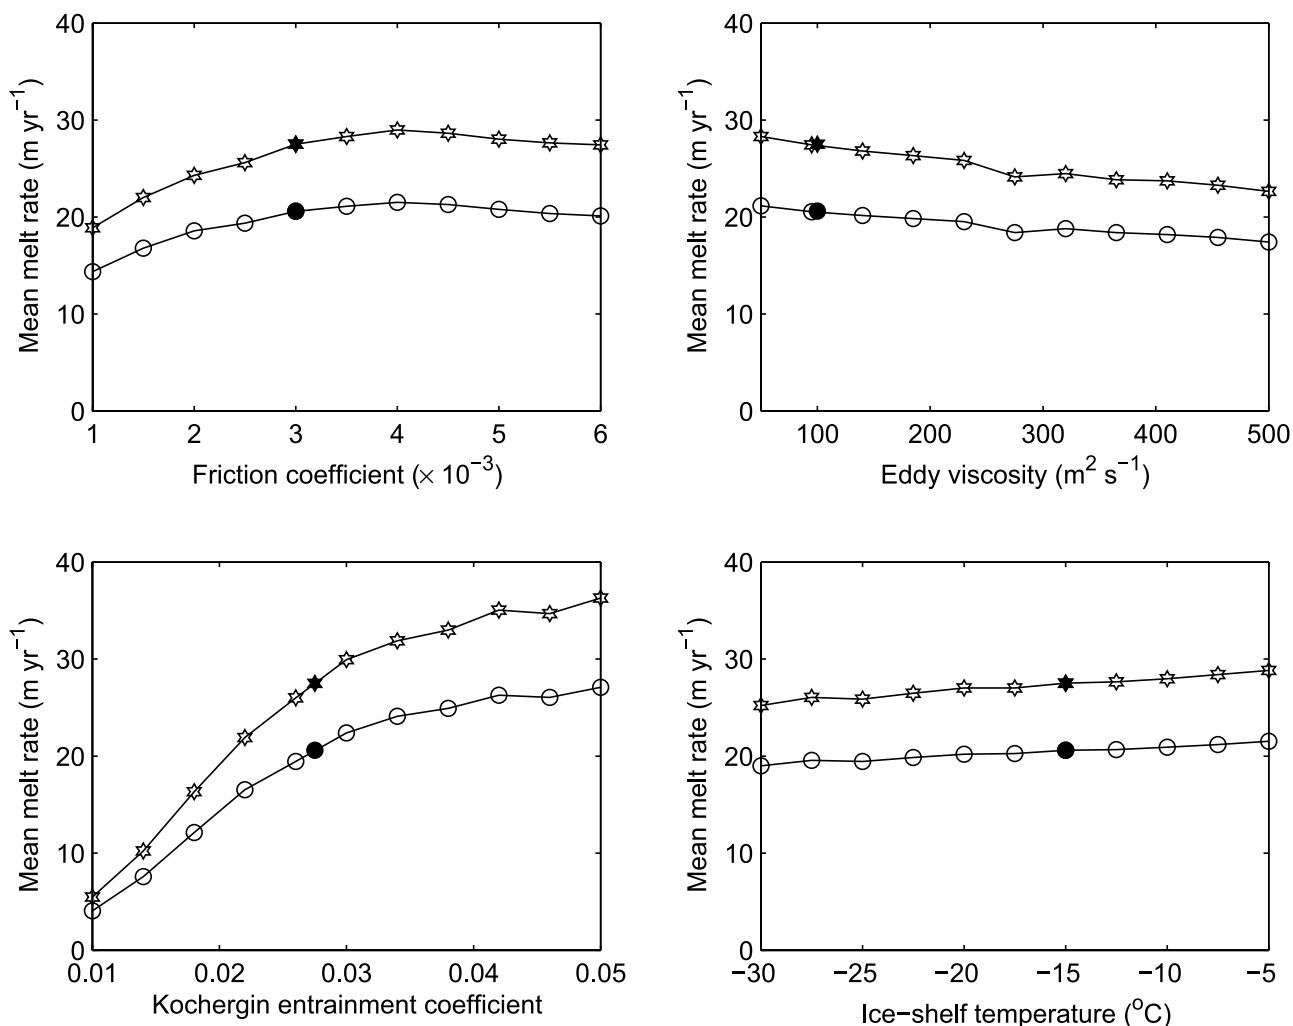 40
30
20
10
0
Mean melt rate (m yr⁻¹)
1 2 3 4 5 6
Friction coefficient (× 10⁻³)
40
30
20
10
0
Mean melt rate (m yr⁻¹)
100 200 300 400 500
Eddy viscosity (m² s⁻¹)
40
30
20
10
0
Mean melt rate (m yr⁻¹)
0.01 0.02 0.03 0.04 0.05
Kochergin entrainment coefficient
40
30
20
10
0
Mean melt rate (m yr⁻¹)
−30 −25 −20 −15 −10 −5
Ice−shelf temperature (°C)